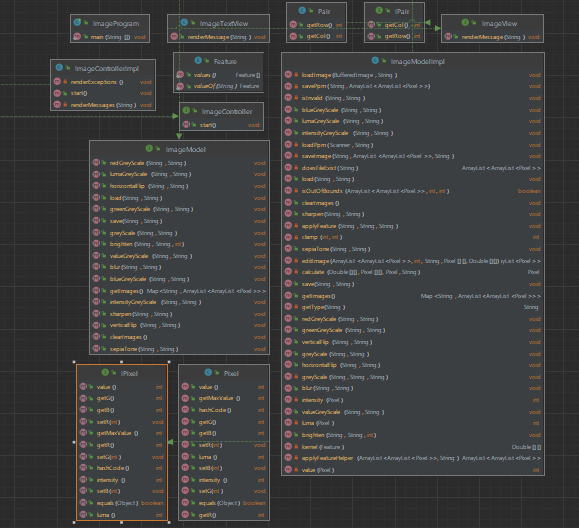 ImageProgram
main (String []) void
ImageTextView
renderMessage(String) void
Pair
getRow() int
getCol() int
IPair
getCol() int
getRow() int
ImageView
renderMessage(String) void
ImageControllerImpl
renderExceptions () void
start() void
renderMessages (String) void
Feature
values () Feature []
valueOf (String) Feature
ImageController
start() void
ImageModel
redGreyScale (String, String) void
lumaGreyScale (String, String) void
horizontalFlip (String, String) void
load(String, String) void
greenGreyScale (String, String) void
save(String, String) void
greyScale (String, String) void
brighten (String, String, int) void
valueGreyScale (String, String) void
blur(String, String) void
blueGreyScale (String, String) void
getImages() Map <String, ArrayList <ArrayList <Pixel >>>
intensityGreyScale (String, String) void
sharpen(String, String) void
verticalFlip (String, String) void
clearImages() void
sepiaTone (String, String) void
ImageModelImpl
loadImage (BufferedImage, String) void
savePpm (String, ArrayList <ArrayList <Pixel >>) void
isInvalid (String, String) void
blueGreyScale (String, String) void
lumaGreyScale (String, String) void
intensityGreyScale (String, String) void
loadPpm (Scanner, String) void
saveImage(String, ArrayList <ArrayList <Pixel >>, String) void
doesFileExist (String) ArrayList <ArrayList <Pixel >>
load(String, String) void
isOutOfBounds (ArrayList <ArrayList <Pixel >>, int, int) boolean
clearImages () void
sharpen(String, String) void
applyFeature (String, String) void
clamp (int, int) int
sepiaTone (String, String) void
calculate (Double [][], Pixel [][], Pixel, String) Pixel
save(String, String) void
getImages() Map <String, ArrayList <ArrayList <Pixel >>>
getType(String) String
redGreyScale (String, String) void
greenGreyScale (String, String) void
verticalFlip (String, String) void
greyScale (String, String) void
horizontalFlip (String, String) void
greyScale (String, String, String) void
blur(String, String) void
intensity (Pixel) int
valueGreyScale (String, String) void
luma (Pixel) int
brighten (String, String, int) void
kernel (Feature) Double [][]
applyFeatureHelper (ArrayList <ArrayList <Pixel >>, String) ArrayList <ArrayList <Pixel >>
value (Pixel) int
IPixel
value () int
getG() int
getB() int
setR(int) void
getMaxValue () int
getR() int
setG(int) void
hashCode () int
setB(int) void
intensity () int
equals (Object) boolean
luma () int
Pixel
value () int
getMaxValue () int
hashCode () int
getG() int
getB() int
setR(int) void
luma () int
setB(int) void
intensity () int
setG(int) void
equals (Object) boolean
getR() int